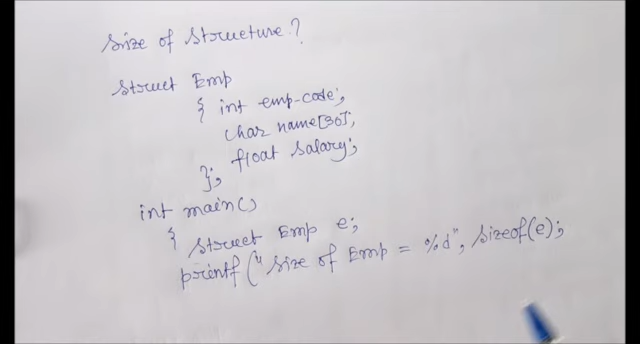 Size of Structure?
Struct Emp
{ int emp-code;
char name[30];
float salary;
};
int main()
{ Struct Emp e;
printf ("Size of Emp = %d", Sizeof(e);